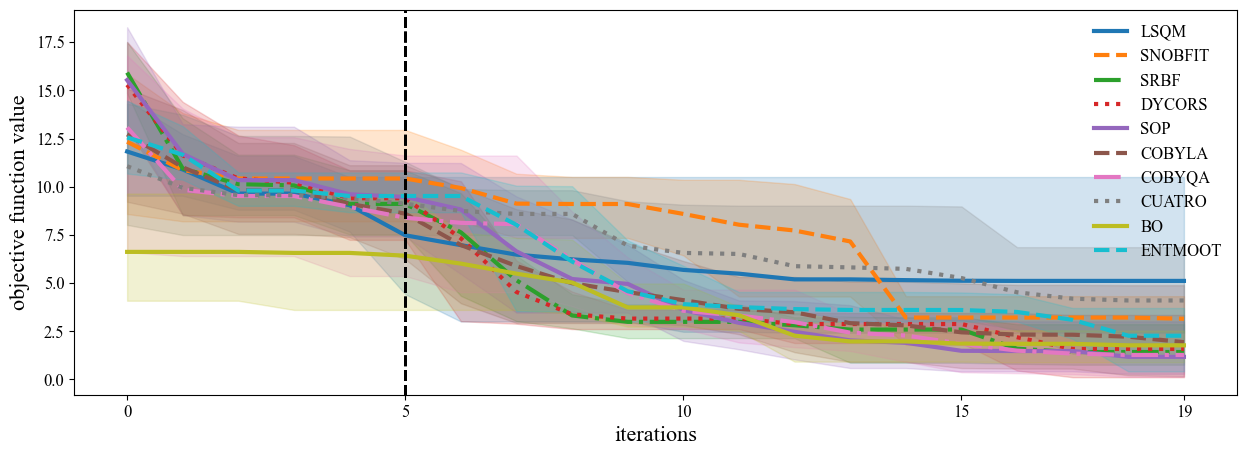 17.5
15.0
12.5
10.0
7.5
5.0
2.5
0.0
objective function value
0
5
10
15
19
iterations
LSQM
SNOBFIT
SRBF
DYCORS
SOP
COBYLA
COBYQA
CUATRO
BO
ENTMOOT